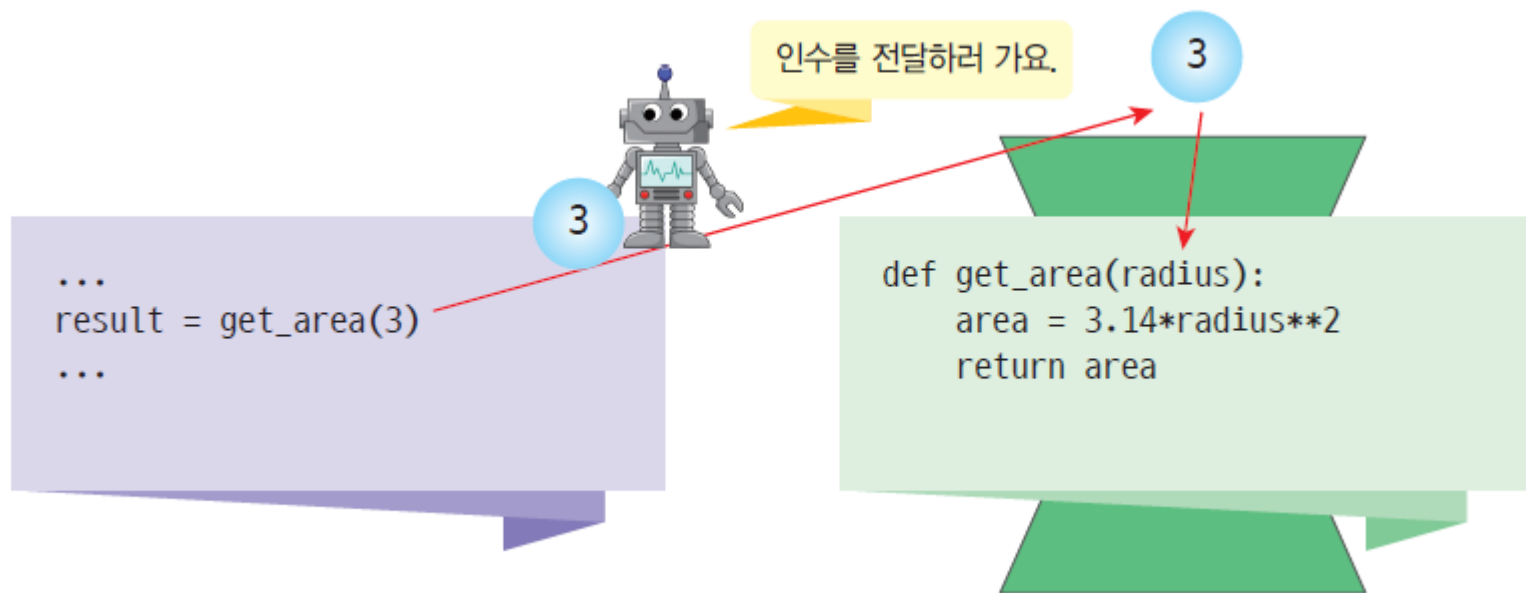 인수를 전달하러 가요.
3
3
...
result = get_area(3)
...
def get_area(radius):
    area = 3.14*radius**2
    return area